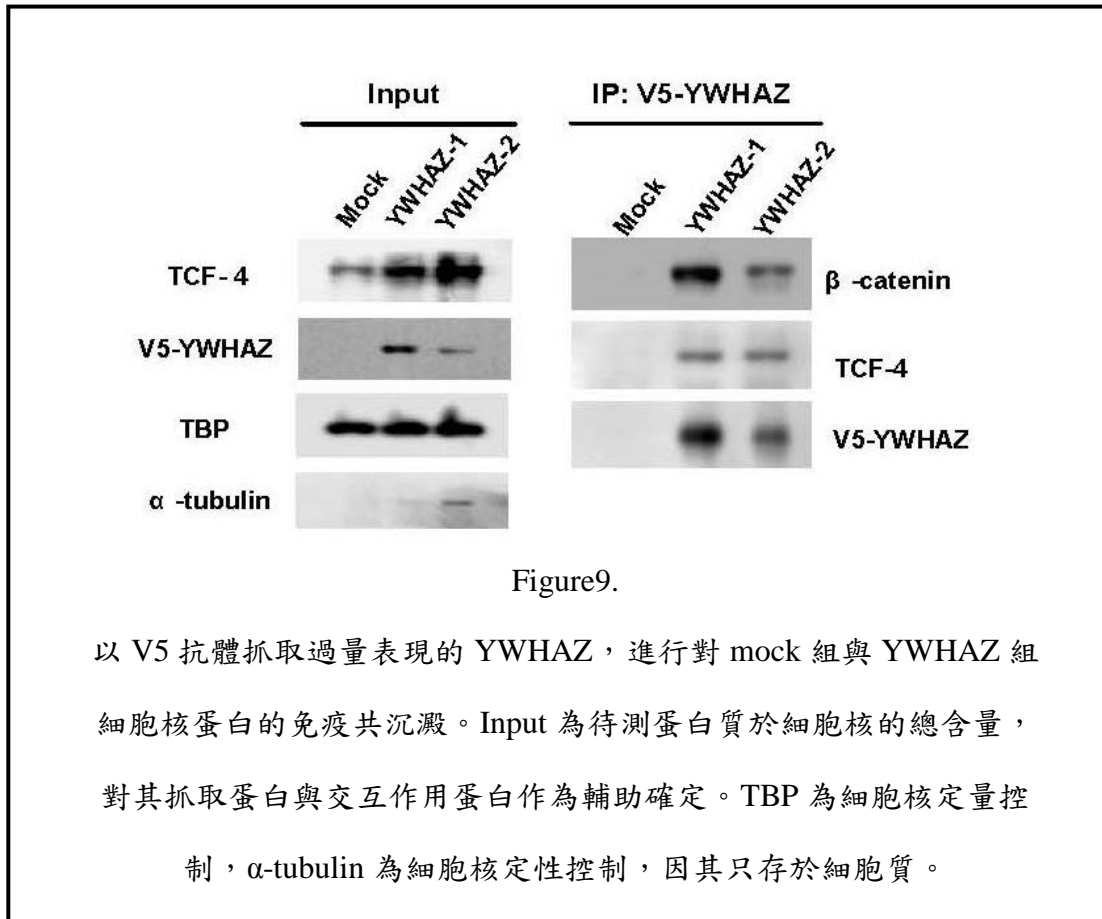 Input
IP: V5-YWHAZ
Mock
YWHAZ-1
YWHAZ-2
Mock
YWHAZ-1
YWHAZ-2
TCF-4
V5-YWHAZ
TBP
α -tubulin
β -catenin
TCF-4
V5-YWHAZ
Figure9.
以 V5 抗體抓取過量表現的 YWHAZ，進行對 mock 組與 YWHAZ 組
細胞核蛋白的免疫共沉澱。Input 為待測蛋白質於細胞核的總含量，
對其抓取蛋白與交互作用蛋白作為輔助確定。TBP 為細胞核定量控
制，α-tubulin 為細胞核定性控制，因其只存於細胞質。